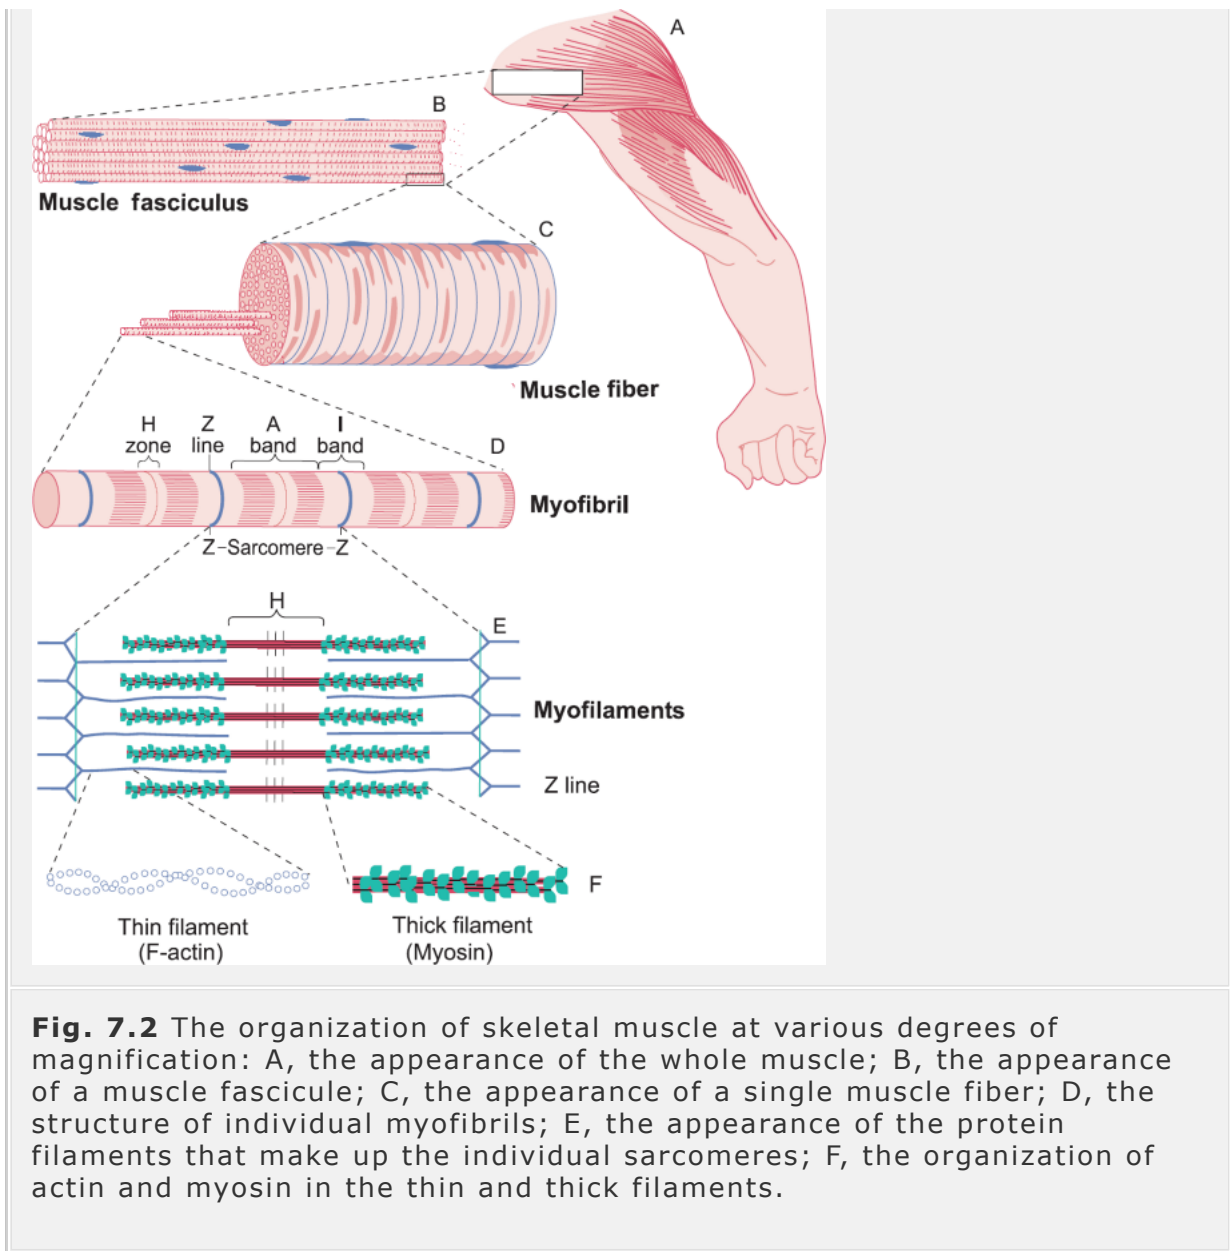 A
B
Muscle fasciculus
C
Muscle fiber
H
zone
Z
line
A
band
I
band
D
Myofibril
Z–Sarcomere–Z
H
E
Myofilaments
Z line
F
Thin filament
(F-actin)
Thick filament
(Myosin)
Fig. 7.2 The organization of skeletal muscle at various degrees of
magnification: A, the appearance of the whole muscle; B, the appearance
of a muscle fascicule; C, the appearance of a single muscle fiber; D, the
structure of individual myofibrils; E, the appearance of the protein
filaments that make up the individual sarcomeres; F, the organization of
actin and myosin in the thin and thick filaments.